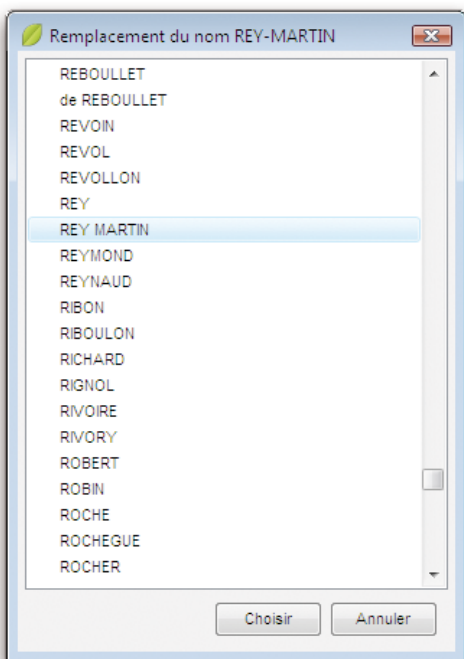 Remplacement du nom REY-MARTIN
REBOULLET
de REBOULLET
REVOIN
REVOL
REVOLLON
REY
REY MARTIN
REYMOND
REYNAUD
RIBON
RIBOULON
RICHARD
RIGNOL
RIVOIRE
RIVORY
ROBERT
ROBIN
ROCHE
ROCHEGUE
ROCHER
Choisir Annuler